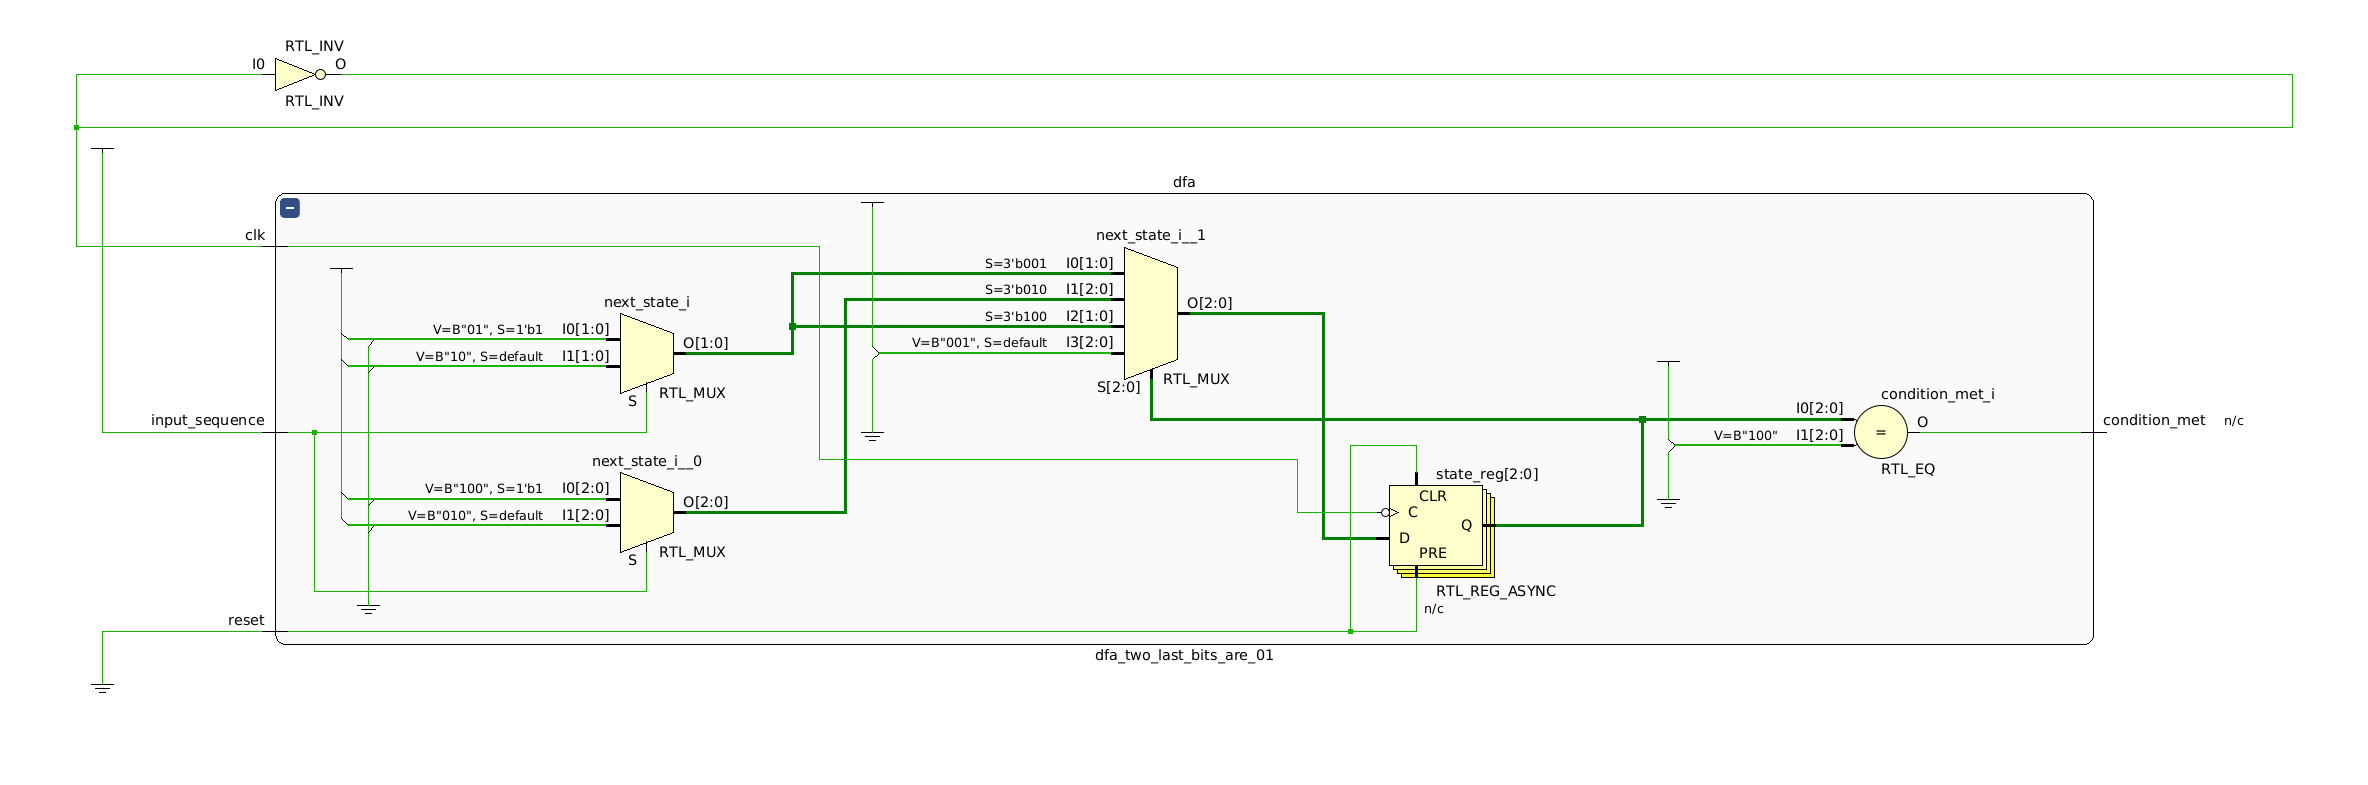 RTL_INV
I0
O
RTL_INV
dfa
clk
next_state_i__1
S=3'b001 I0[1:0]
S=3'b010 I1[2:0]
S=3'b100 I2[1:0]
V=B"001", S=default I3[2:0]
O[2:0]
S[2:0]
RTL_MUX
next_state_i
V=B"01", S=1'b1 I0[1:0]
V=B"10", S=default I1[1:0]
O[1:0]
S
RTL_MUX
input_sequence
next_state_i__0
V=B"100", S=1'b1 I0[2:0]
V=B"010", S=default I1[2:0]
O[2:0]
S
RTL_MUX
state_reg[2:0]
CLR
C
Q
D
PRE
RTL_REG_ASYNC
n/c
condition_met_i
I0[2:0]
V=B"100" I1[2:0]
=
O
RTL_EQ
condition_met n/c
reset
dfa_two_last_bits_are_01